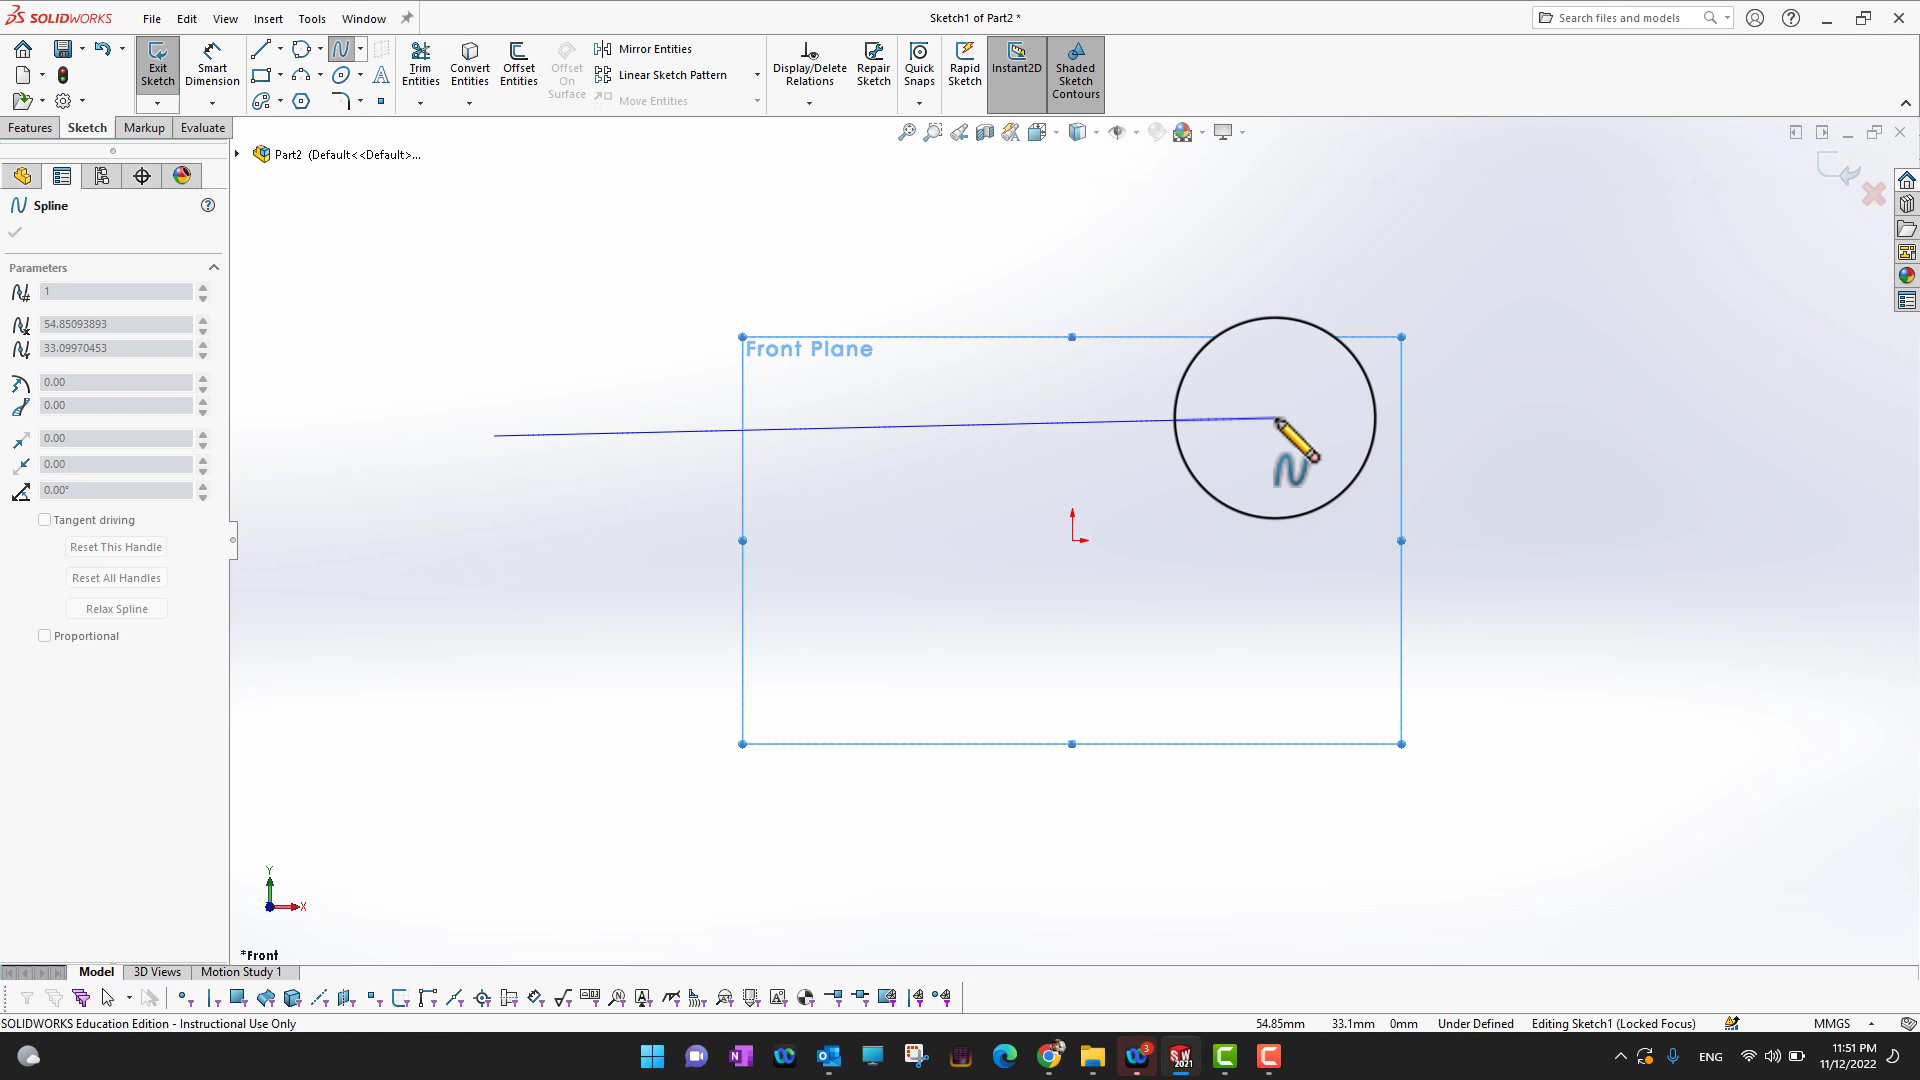 SOLIDWORKS
File Edit View Insert Tools Window
Sketch1 of Part2 *
Search files and models
Exit Sketch
Smart Dimension
Trim Entities
Convert Entities
Offset Entities
Offset On Surface
Mirror Entities
Linear Sketch Pattern
Move Entities
Display/Delete Relations
Repair Sketch
Quick Snaps
Rapid Sketch
Instant2D
Shaded Sketch Contours
Features Sketch Markup Evaluate
Part2 (Default<<Default>...
Spline
Parameters
1
54.85093893
33.09970453
0.00
0.00
0.00
0.00
0.00°
Tangent driving
Reset This Handle
Reset All Handles
Relax Spline
Proportional
Front Plane
Y
X
*Front
Model 3D Views Motion Study 1
SOLIDWORKS Education Edition - Instructional Use Only
54.85mm 33.1mm 0mm Under Defined Editing Sketch1 (Locked Focus) MMGS
3
SW
2021
ENG
11:51 PM
11/12/2022